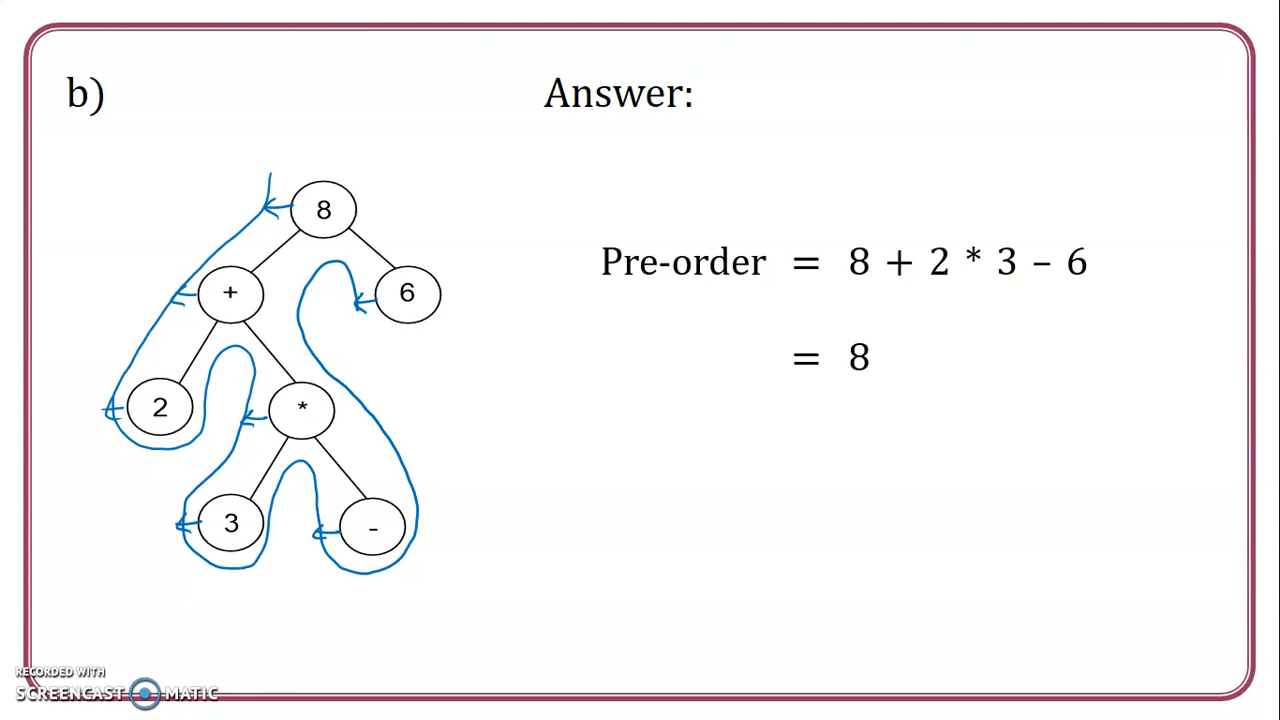 b)
Answer:
8
+
6
Pre-order = 8 + 2 * 3 – 6
= 8
2
*
3
-
RECORDED WITH
SCREENCAST MATIC